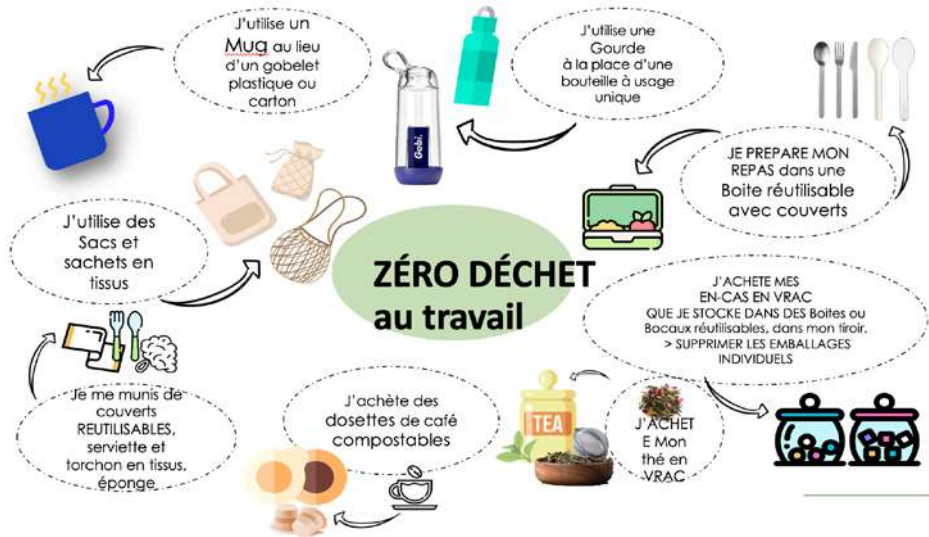 J'utilise un
Mug au lieu
d'un gobelet
plastique ou
carton
J'utilise une
Gourde
à la place d'une
bouteille à usage
unique
Gobi.
JE PREPARE MON
REPAS dans une
Boite réutilisable
avec couverts
J'utilise des
Sacs et
sachets en
tissus
ZÉRO DÉCHET
au travail
J'ACHETE MES
EN-CAS EN VRAC
QUE JE STOCKE DANS DES Boites ou
Bocaux réutilisables, dans mon tiroir.
> SUPPRIMER LES EMBALLAGES
INDIVIDUELS
Je me munis de
couverts
REUTILISABLES,
serviette et
torchon en tissus,
éponge
J'achète des
dosettes de café
compostables
TEA
J'ACHET
E Mon
thé en
VRAC